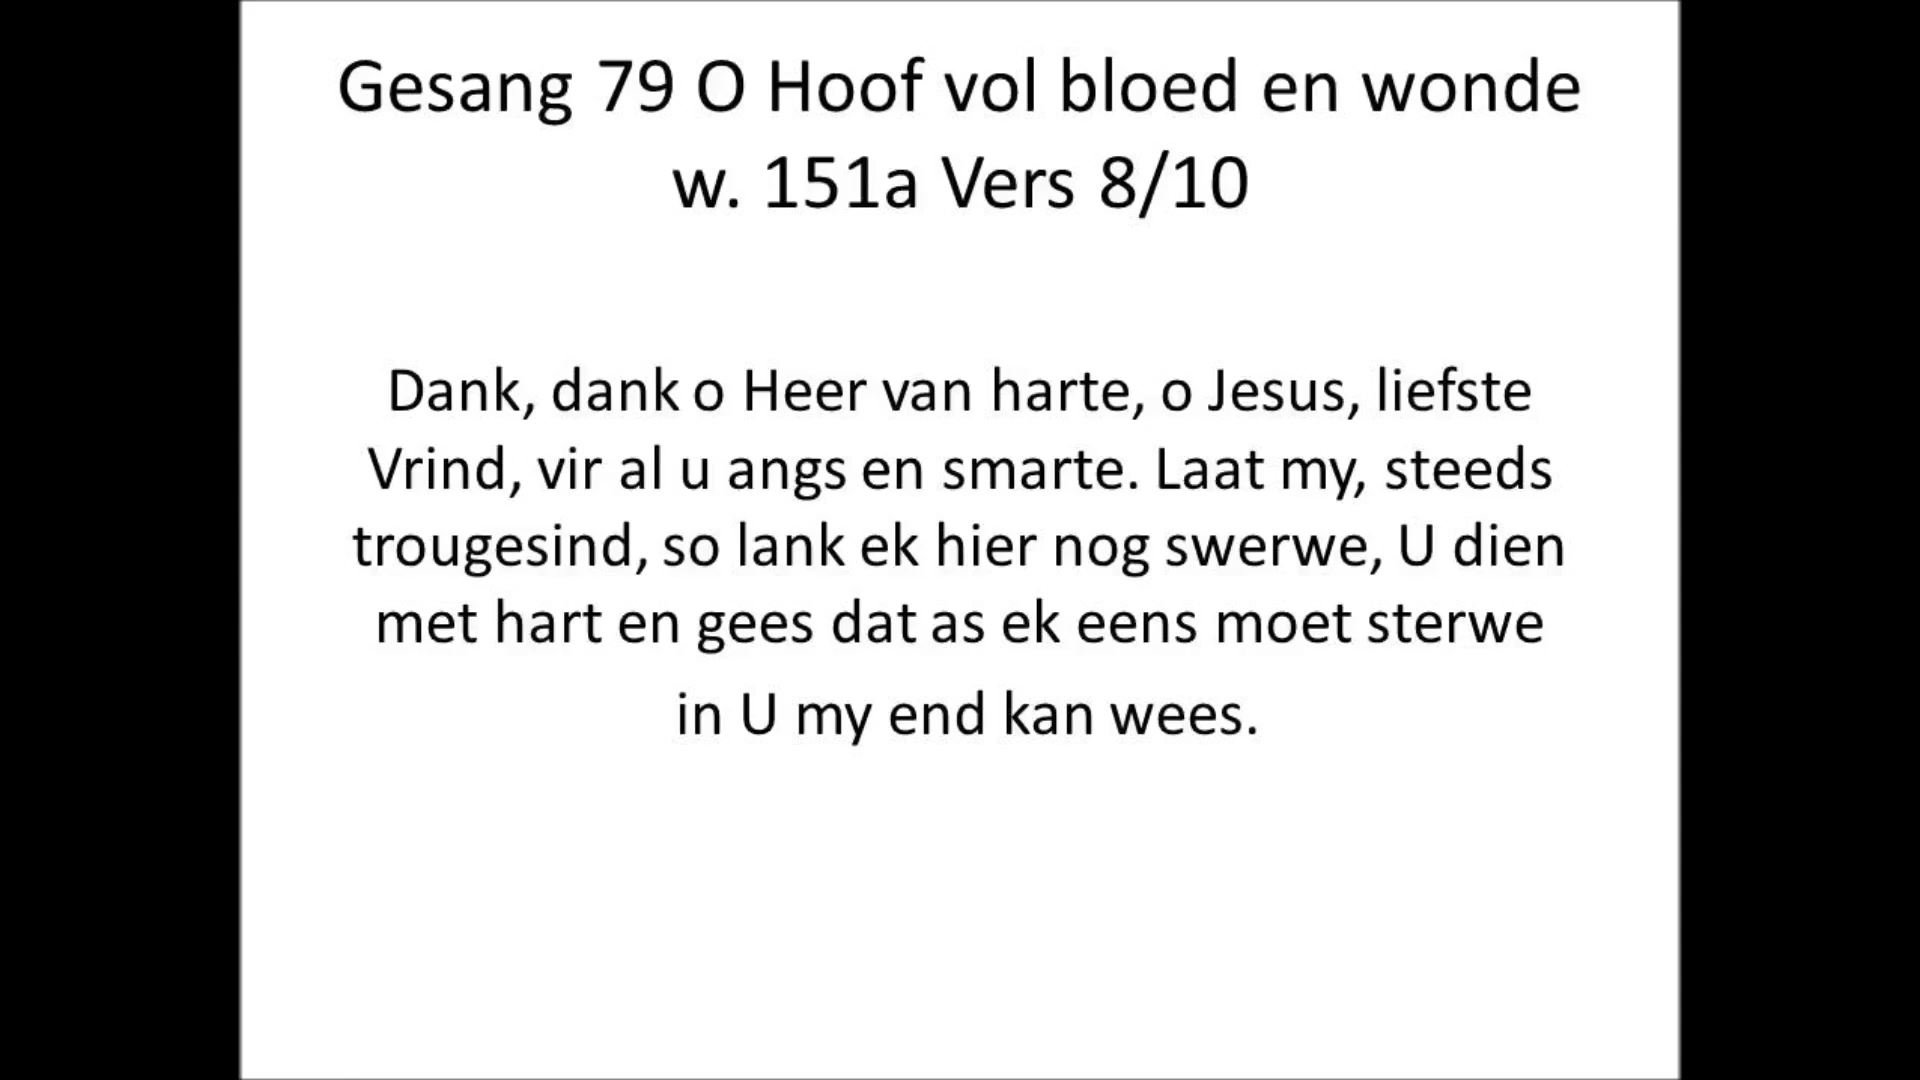 Gesang 79 O Hoof vol bloed en wonde
w. 151a Vers 8/10
Dank, dank o Heer van harte, o Jesus, liefste
Vrind, vir al u angs en smarte. Laat my, steeds
trougesind, so lank ek hier nog swerwe, U dien
met hart en gees dat as ek eens moet sterwe
in U my end kan wees.